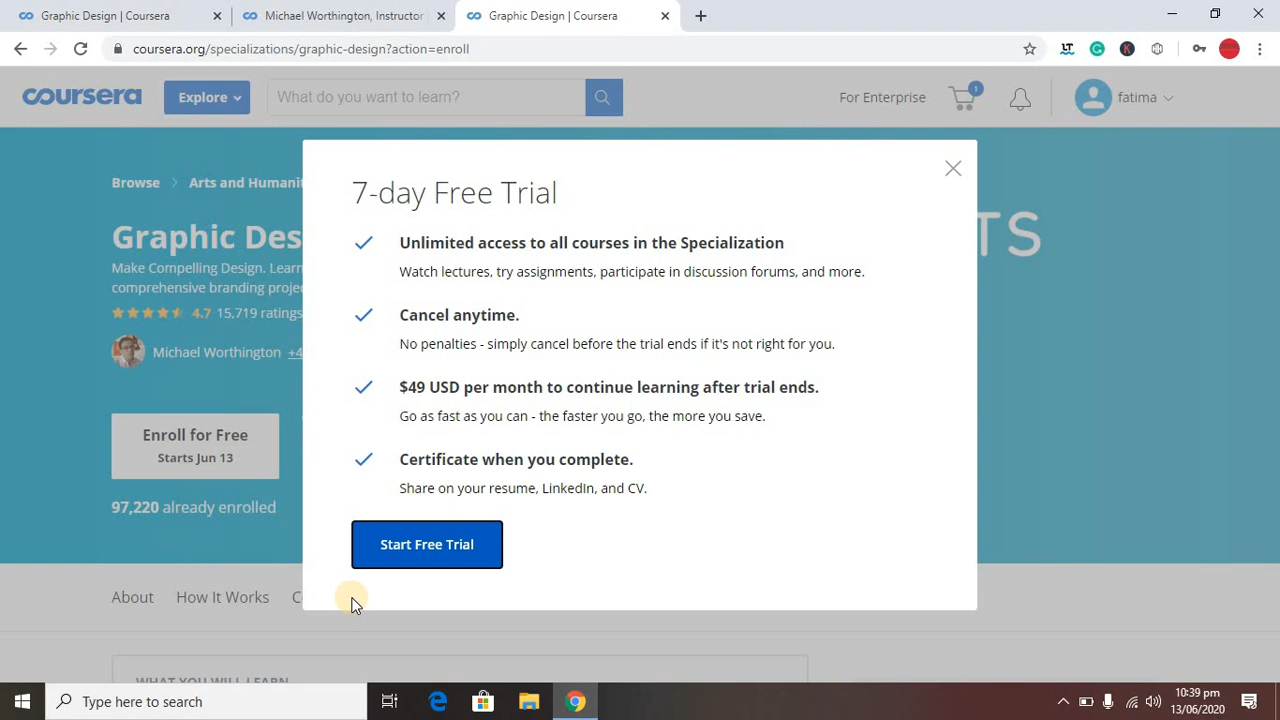 Graphic Design | Coursera
Michael Worthington, Instructor
Graphic Design | Coursera
coursera.org/specializations/graphic-design?action=enroll
coursera
Explore
What do you want to learn?
For Enterprise
1
fatima
Browse
Arts and Humanit
Graphic Des
Make Compelling Design. Learn
comprehensive branding projec
4.7 15,719 ratings
Michael Worthington +4
Enroll for Free
Starts Jun 13
97,220 already enrolled
TS
7-day Free Trial
Unlimited access to all courses in the Specialization
Watch lectures, try assignments, participate in discussion forums, and more.
Cancel anytime.
No penalties - simply cancel before the trial ends if it's not right for you.
$49 USD per month to continue learning after trial ends.
Go as fast as you can - the faster you go, the more you save.
Certificate when you complete.
Share on your resume, LinkedIn, and CV.
Start Free Trial
About How It Works C
WHAT YOU WILL LEARN
Type here to search
10:39 pm
13/06/2020